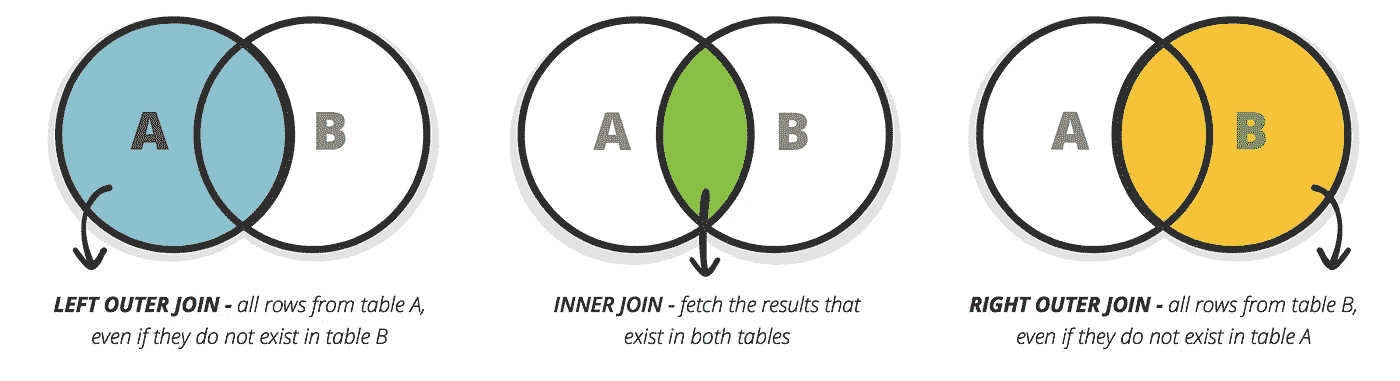 A
B
LEFT OUTER JOIN - all rows from table A,
even if they do not exist in table B
A
B
INNER JOIN - fetch the results that
exist in both tables
A
B
RIGHT OUTER JOIN - all rows from table B,
even if they do not exist in table A